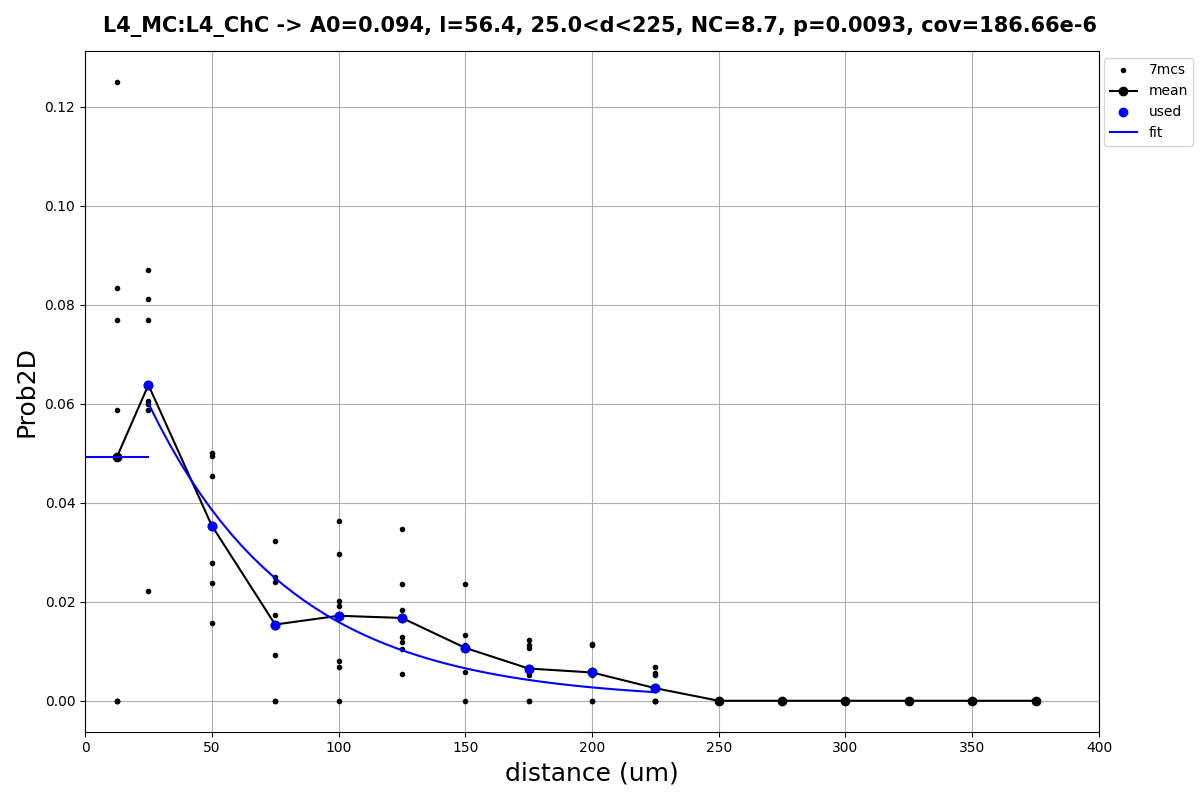 L4_MC:L4_ChC -> A0=0.094, l=56.4, 25.0<d<225, NC=8.7, p=0.0093, cov=186.66e-6
7mcs
mean
used
fit
0.12
0.10
0.08
0.06
0.04
0.02
0.00
Prob2D
0 50 100 150 200 250 300 350 400
distance (um)